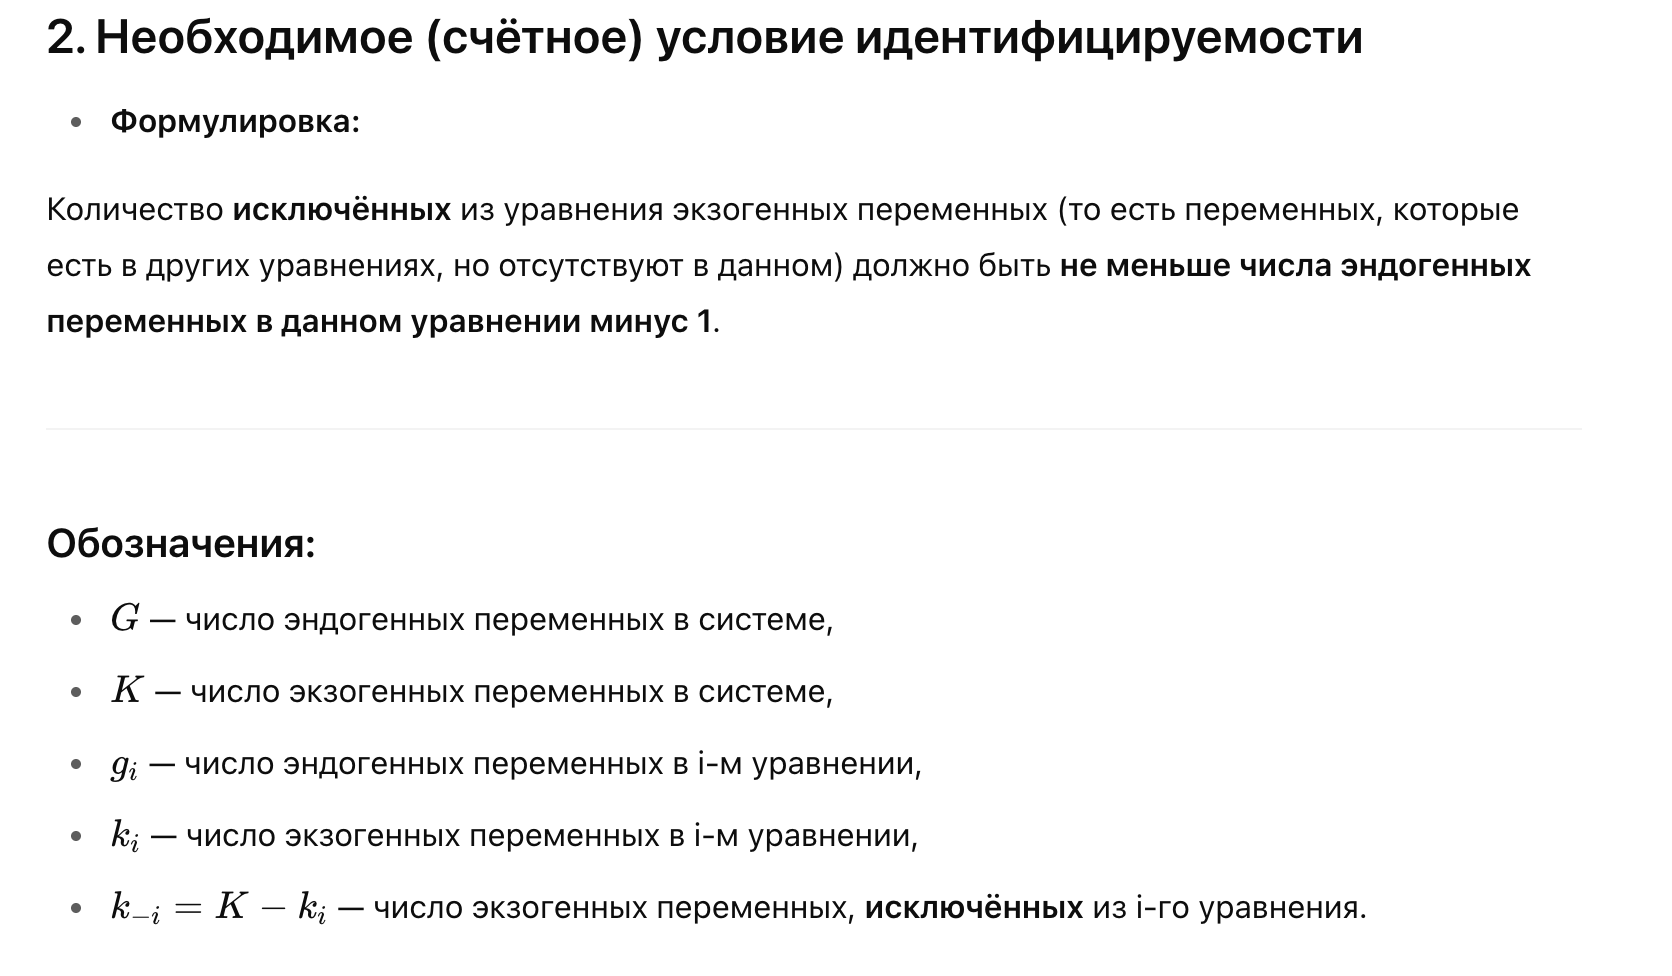 2. Необходимое (счётное) условие идентифицируемости
• Формулировка:
Количество исключённых из уравнения экзогенных переменных (то есть переменных, которые
есть в других уравнениях, но отсутствуют в данном) должно быть не меньше числа эндогенных
переменных в данном уравнении минус 1.
Обозначения:
• G — число эндогенных переменных в системе,
• K — число экзогенных переменных в системе,
• g_i — число эндогенных переменных в i-м уравнении,
• k_i — число экзогенных переменных в i-м уравнении,
• k_{-i} = K − k_i — число экзогенных переменных, исключённых из i-го уравнения.